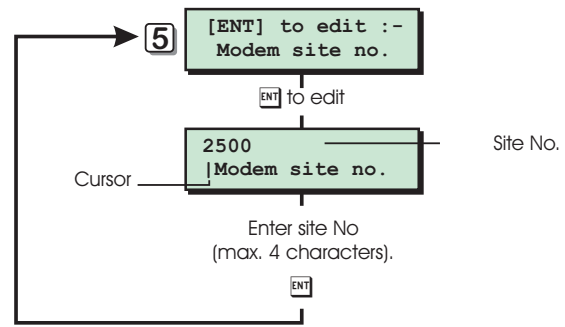 5
[ENT] to edit :-
Modem site no.
ENT to edit
2500
Site No.
|Modem site no.
Cursor
Enter site No
(max. 4 characters).
ENT